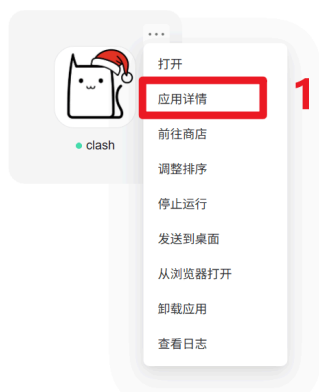 打开
应用详情
1
前往商店
clash
调整排序
停止运行
发送到桌面
从浏览器打开
卸载应用
查看日志